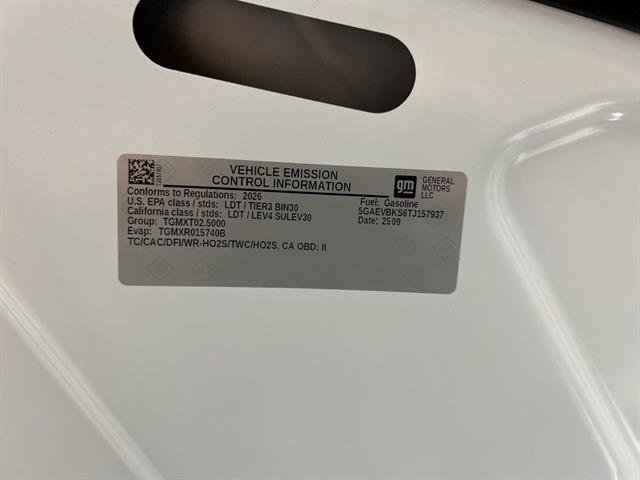 VEHICLE EMISSION
CONTROL INFORMATION
gm
GENERAL
MOTORS
LLC
Conforms to Regulations: 2026
U.S. EPA class / stds: LDT / TIER3 BIN30
California class / stds: LDT / LEV4 SULEV30
Group: TGMXT02.5000
Evap: TGMXR015740B
TC/CAC/DFI/WR-HO2S/TWC/HO2S, CA OBD: II
Fuel: Gasoline
5GAEVBKS6TJ157937
Date: 2509